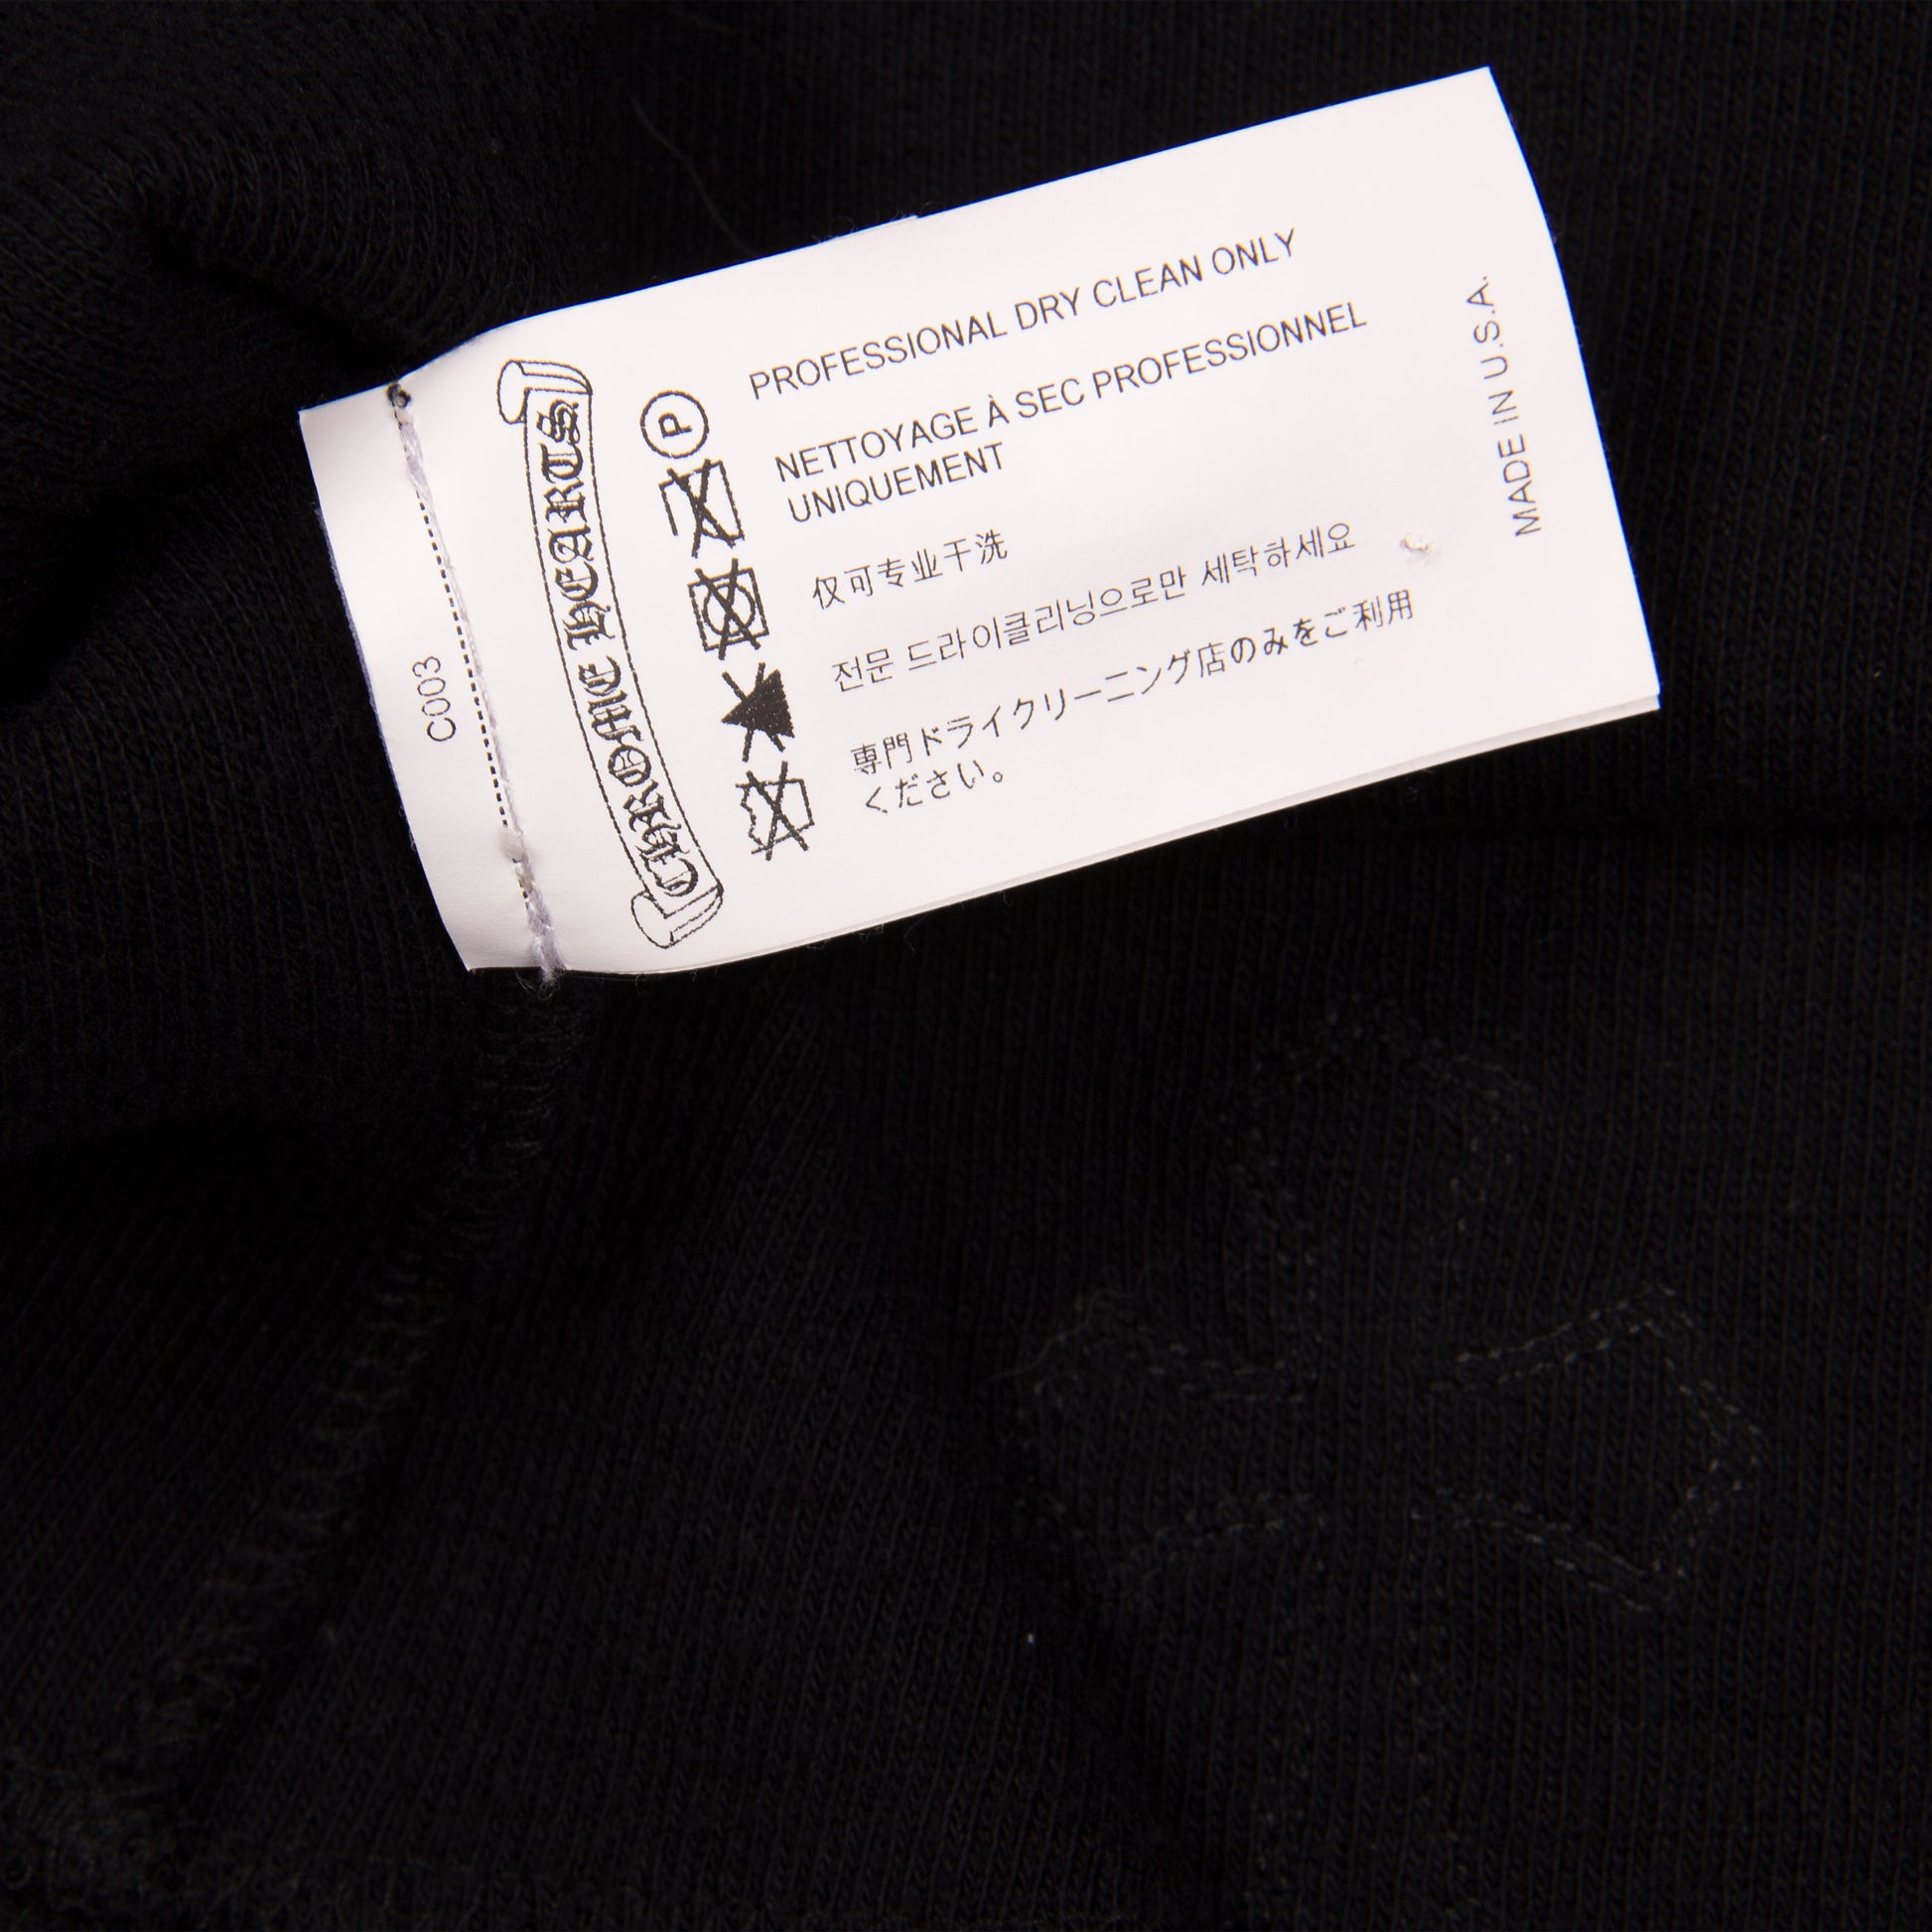 C003
CHROME HEARTS
P
PROFESSIONAL DRY CLEAN ONLY
NETTOYAGE À SEC PROFESSIONNEL
UNIQUEMENT
仅可专业干洗
전문 드라이클리닝으로만 세탁하세요
専門ドライクリーニング店のみをご利用
ください。
MADE IN U.S.A.